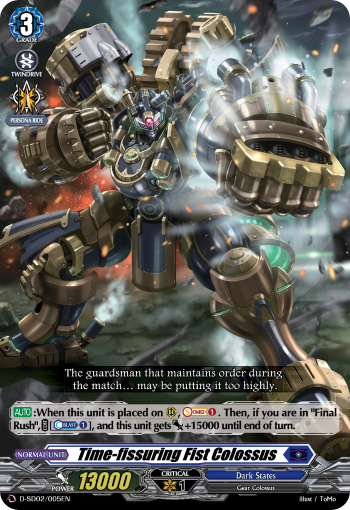 3
GRADE
TWINDRIVE
PERSONA RIDE
The guardsman that maintains order during
the match... may be putting it too highly.
AUTO:When this unit is placed on , . Then, if you are in "Final
Rush", [BLAST 1], and this unit gets +15000 until end of turn.
NORMAL UNIT Time-fissuring Fist Colossus
POWER 13000 CRITICAL 1 Dark States
Gear Colossus
D-SD02/005EN Illust / ToMo